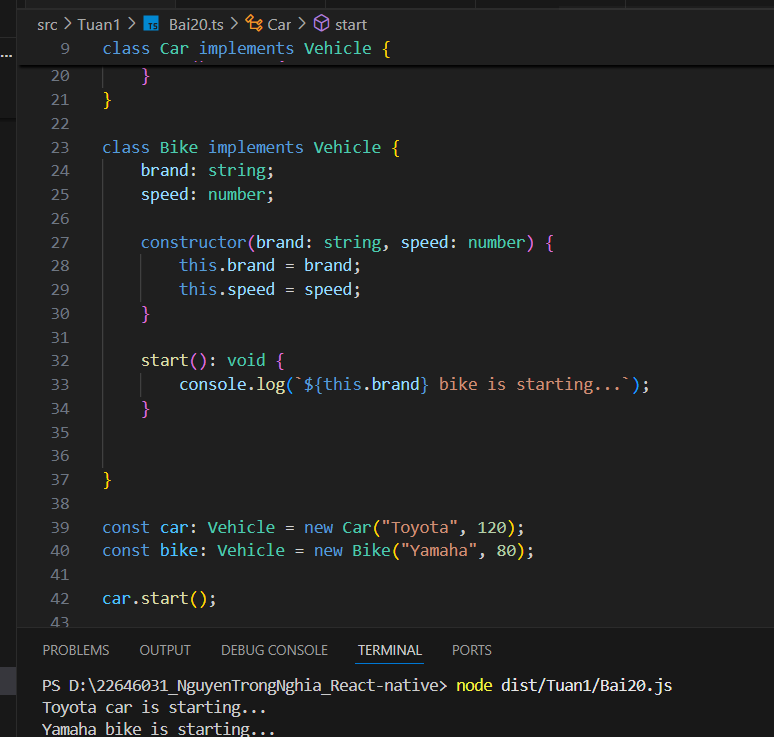 src > Tuan1 > TS Bai20.ts > Car > start
9 class Car implements Vehicle {
20 }
21 }
22
23 class Bike implements Vehicle {
24 brand: string;
25 speed: number;
26
27 constructor(brand: string, speed: number) {
28 this.brand = brand;
29 this.speed = speed;
30 }
31
32 start(): void {
33 console.log(`${this.brand} bike is starting...`);
34 }
35
36
37 }
38
39 const car: Vehicle = new Car("Toyota", 120);
40 const bike: Vehicle = new Bike("Yamaha", 80);
41
42 car.start();
43
PROBLEMS OUTPUT DEBUG CONSOLE TERMINAL PORTS
PS D:\22646031_NguyenTrongNghia_React-native> node dist/Tuan1/Bai20.js
Toyota car is starting...
Yamaha bike is starting...